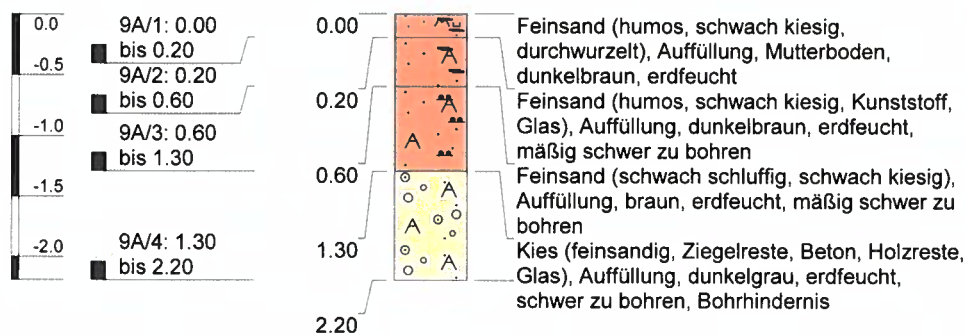 0.0
-0.5
-1.0
-1.5
-2.0
9A/1: 0.00
bis 0.20
9A/2: 0.20
bis 0.60
9A/3: 0.60
bis 1.30
9A/4: 1.30
bis 2.20
0.00
0.20
0.60
1.30
2.20
Feinsand (humos, schwach kiesig,
durchwurzelt), Auffüllung, Mutterboden,
dunkelbraun, erdfeucht
Feinsand (humos, schwach kiesig, Kunststoff,
Glas), Auffüllung, dunkelbraun, erdfeucht,
mäßig schwer zu bohren
Feinsand (schwach schluffig, schwach kiesig),
Auffüllung, braun, erdfeucht, mäßig schwer zu
bohren
Kies (feinsandig, Ziegelreste, Beton, Holzreste,
Glas), Auffüllung, dunkelgrau, erdfeucht,
schwer zu bohren, Bohrhindernis